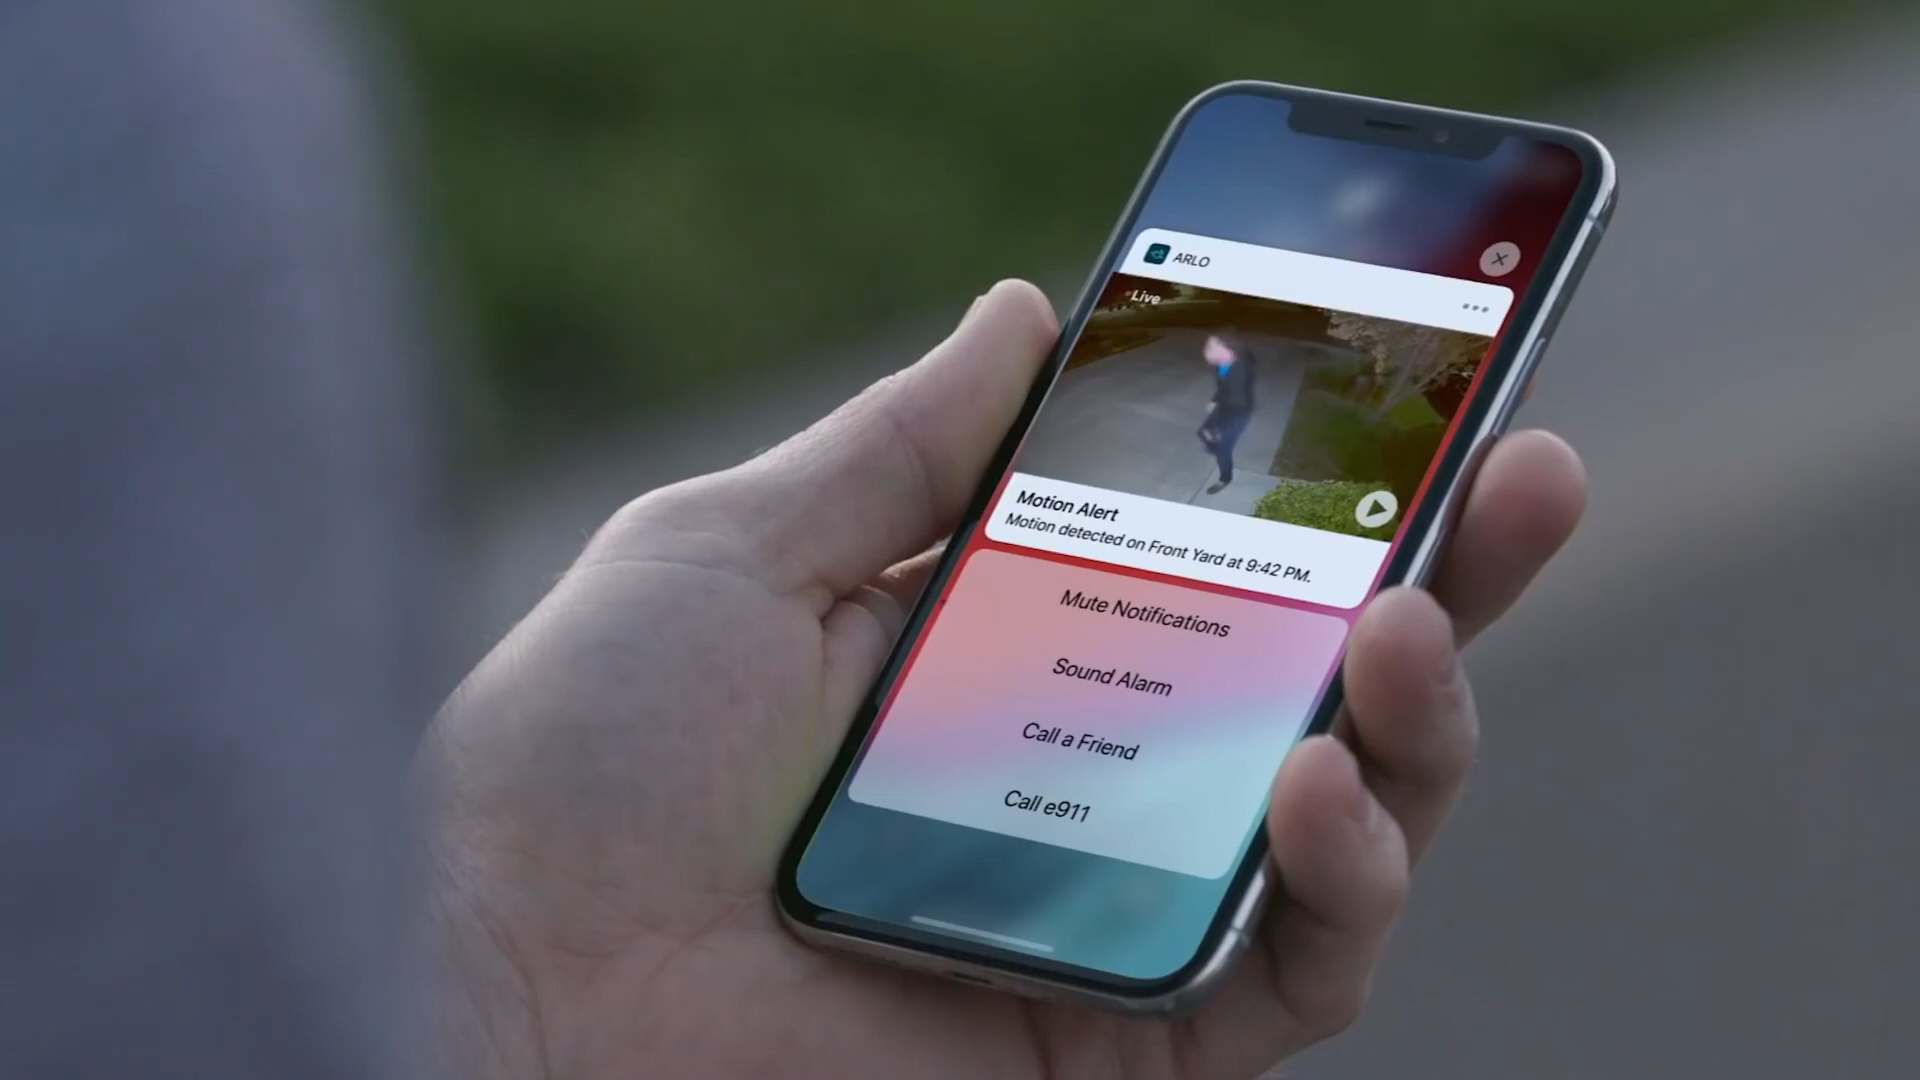 ARLO
Live
Motion Alert
Motion detected on Front Yard at 9:42 PM.
Mute Notifications
Sound Alarm
Call a Friend
Call e911